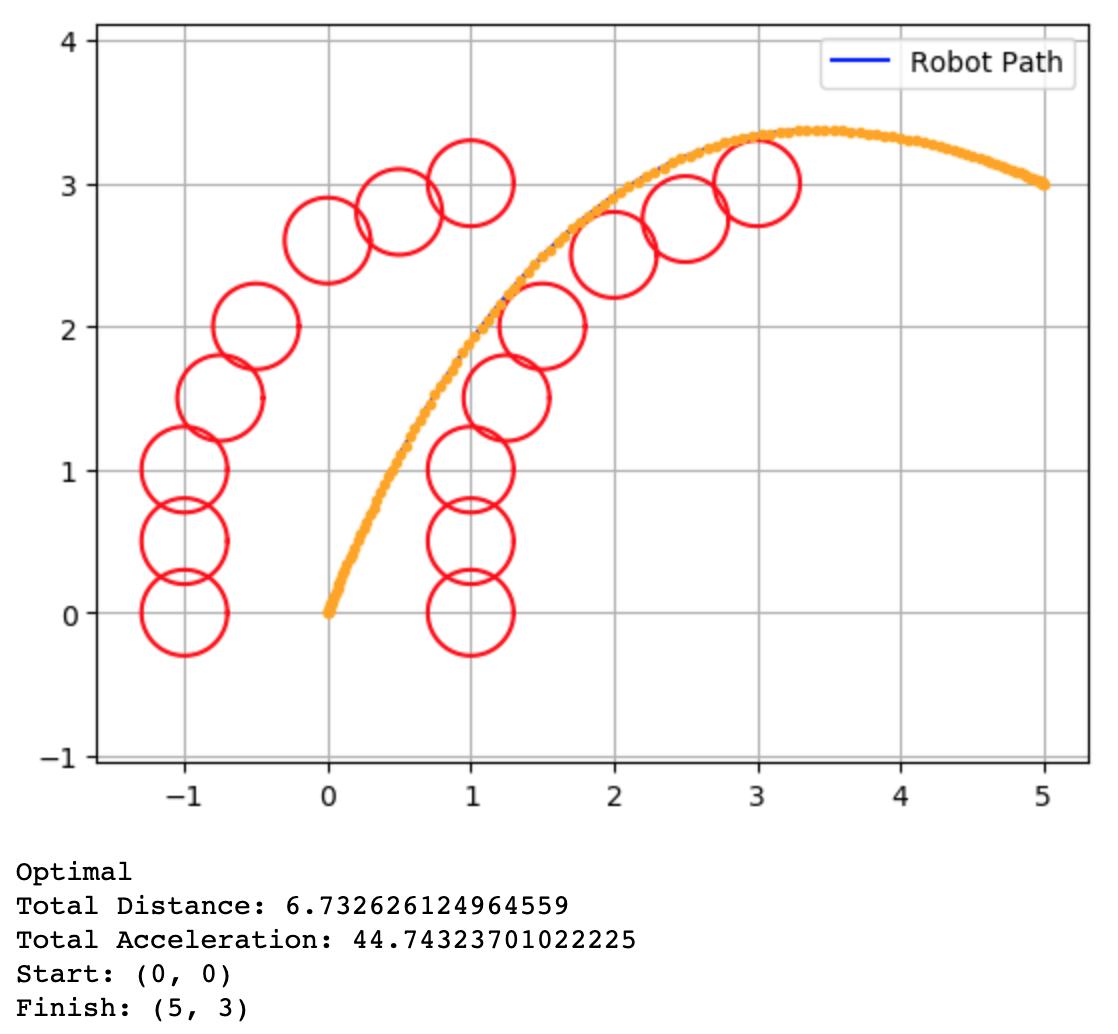 4
Robot Path
3
2
1
0
−1
−1 0 1 2 3 4 5
Optimal
Total Distance: 6.732626124964559
Total Acceleration: 44.74323701022225
Start: (0, 0)
Finish: (5, 3)